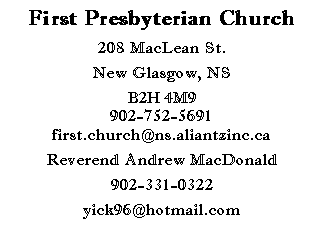 First Presbyterian Church
208 MacLean St.
New Glasgow, NS
B2H 4M9
902-752-5691
first.church@ns.aliantzinc.ca
Reverend Andrew MacDonald
902-331-0322
yick96@hotmail.com